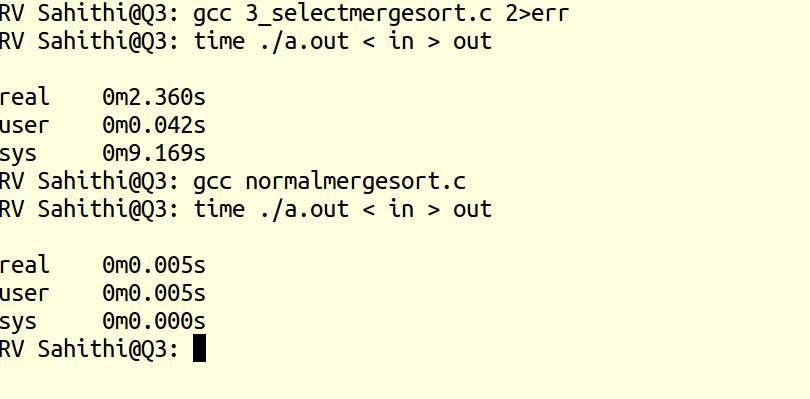 RV Sahithi@Q3: gcc 3_selectmergesort.c 2>err
RV Sahithi@Q3: time ./a.out < in > out
real 0m2.360s
user 0m0.042s
sys 0m9.169s
RV Sahithi@Q3: gcc normalmergesort.c
RV Sahithi@Q3: time ./a.out < in > out
real 0m0.005s
user 0m0.005s
sys 0m0.000s
RV Sahithi@Q3: